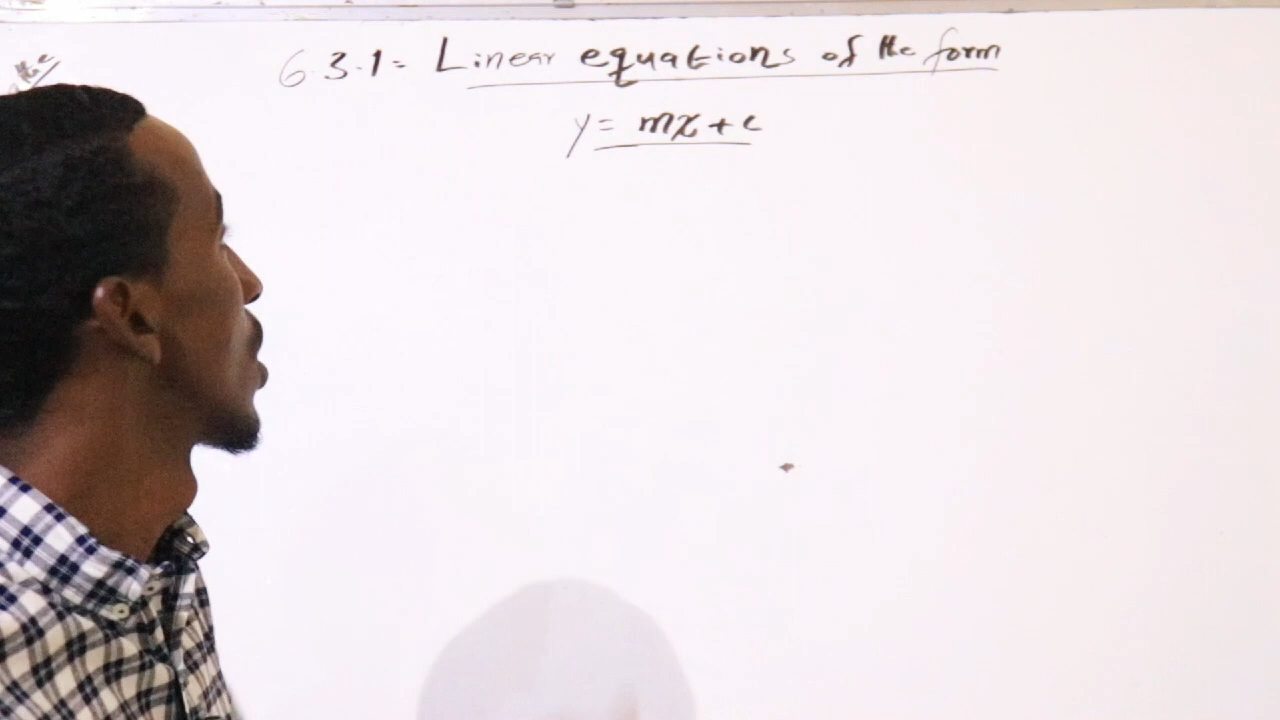 6.3.1= Linear equations of the form
y = mx + c